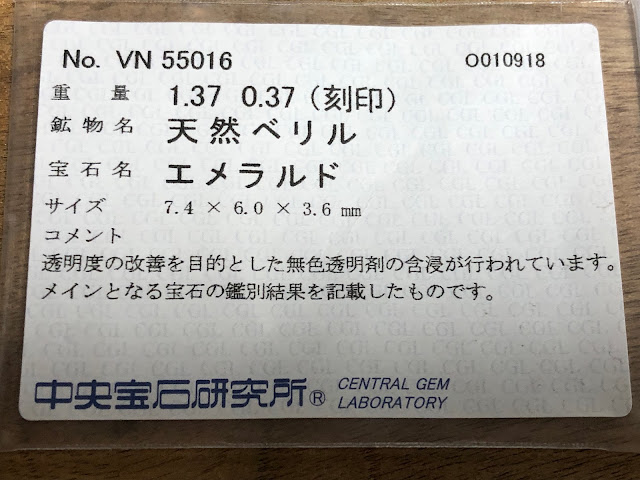 No. VN 55016 O010918
重量 1.37 0.37 (刻印)
鉱物名 天然ベリル
宝石名 エメラルド
サイズ 7.4 × 6.0 × 3.6 mm
コメント
透明度の改善を目的とした無色透明剤の含浸が行われています。
メインとなる宝石の鑑別結果を記載したものです。
中央宝石研究所® CENTRAL GEM
LABORATORY